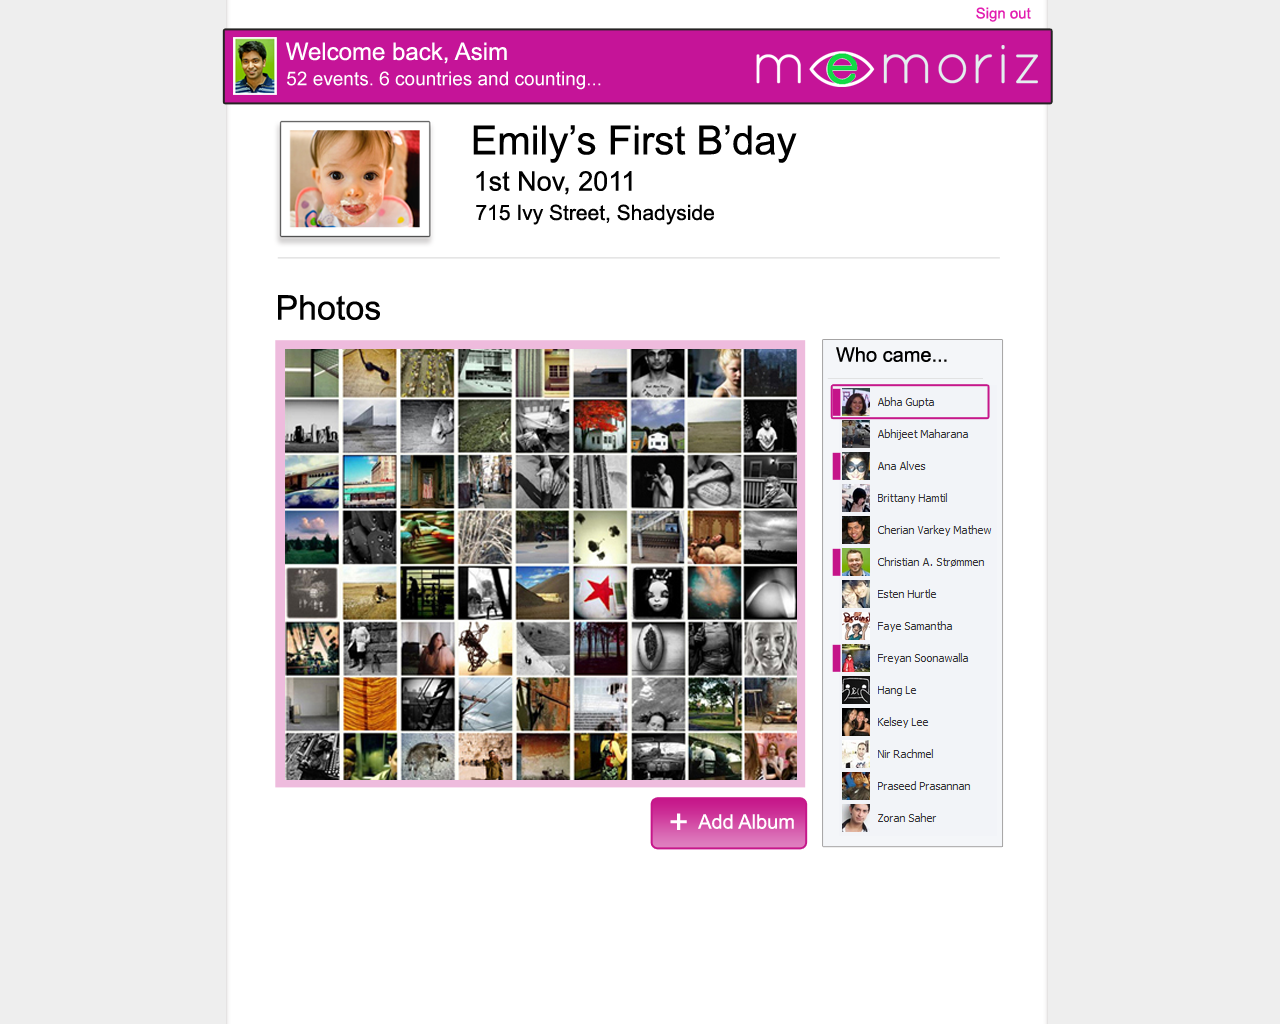 Sign out
Welcome back, Asim
52 events. 6 countries and counting...
memoriz
Emily’s First B’day
1st Nov, 2011
715 Ivy Street, Shadyside
Photos
Who came...
Abha Gupta
Abhijeet Maharana
Ana Alves
Brittany Hamtil
Cherian Varkey Mathew
Christian A. Strømmen
Esten Hurtle
Faye Samantha
Freyan Soonawalla
Hang Le
Kelsey Lee
Nir Rachmel
Praseed Prasannan
Zoran Saher
+ Add Album